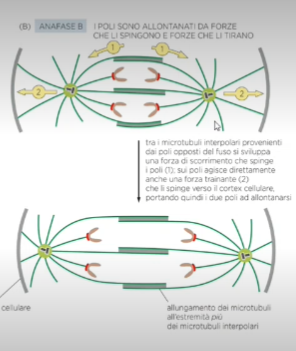 (B) ANAFASE B I POLI SONO ALLONTANATI DA FORZE
CHE LI SPINGONO E FORZE CHE LI TIRANO
1 1
2 2
tra i microtubuli interpolari provenienti
dai poli opposti del fuso si sviluppa
una forza di scorrimento che spinge
i poli (1); sui poli agisce direttamente
anche una forza trainante (2)
che li spinge verso il cortex cellulare,
portando quindi i due poli ad allontanarsi
cellulare
allungamento dei microtubuli
all'estremità più
dei microtubuli interpolari